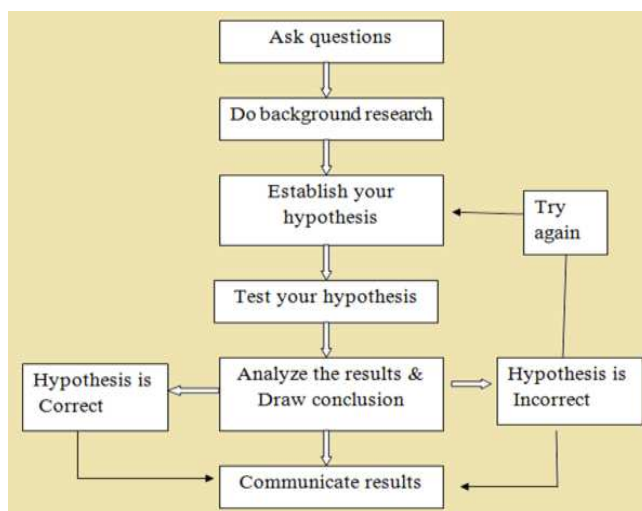 Ask questions
Do background research
Establish your
hypothesis
Try
again
Test your hypothesis
Hypothesis is
Correct
Analyze the results &
Draw conclusion
Hypothesis is
Incorrect
Communicate results